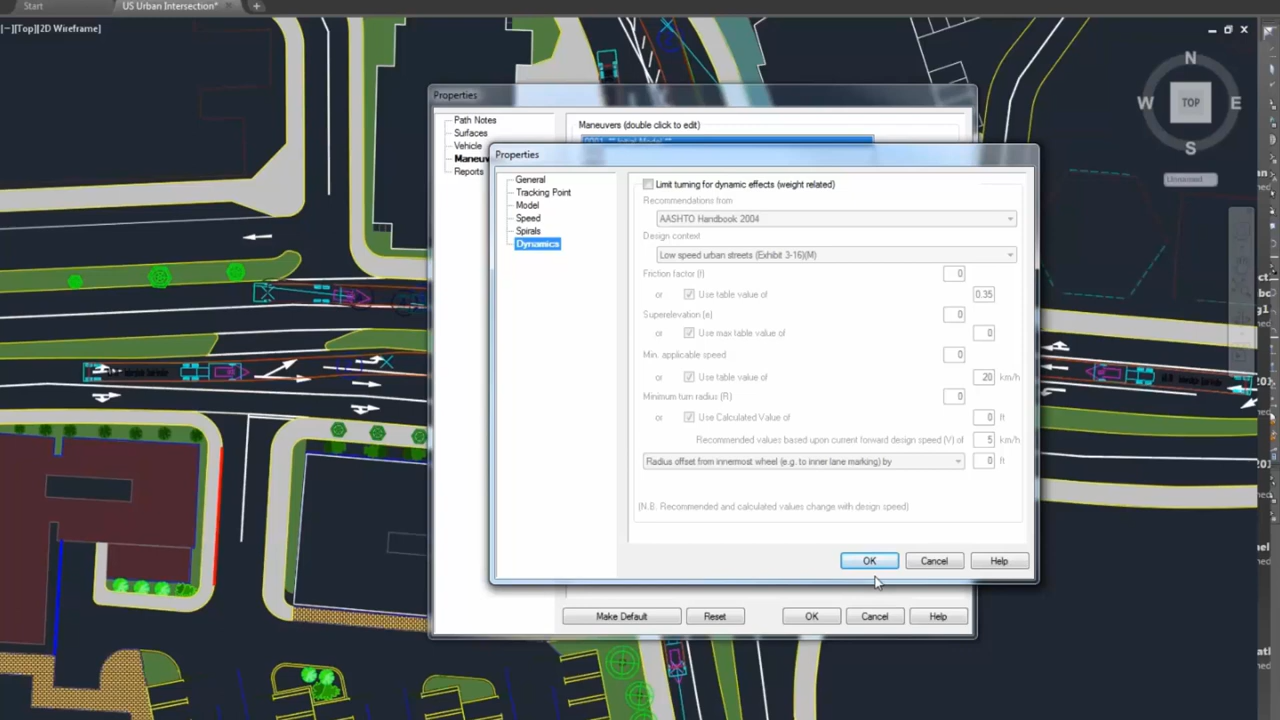 Start
US Urban Intersection*
[−][Top][2D Wireframe]
N
W
TOP
E
S
Unnamed
Properties
Path Notes
Surfaces
Vehicle
Maneuv
Reports
Maneuvers (double click to edit)
Properties
General
Tracking Point
Model
Speed
Spirals
Dynamics
Limit turning for dynamic effects (weight related)
Recommendations from
AASHTO Handbook 2004
Design context
Low speed urban streets (Exhibit 3-16)(M)
Friction factor (f) 0
or Use table value of 0.35
Superelevation (e) 0
or Use max table value of 0
Min. applicable speed 0
or Use table value of 20 km/h
Minimum turn radius (R) 0
or Use Calculated Value of 0 ft
Recommended values based upon current forward design speed (V) of 5 km/h
Radius offset from innermost wheel (e.g. to inner lane marking) by 0 ft
(N.B. Recommended and calculated values change with design speed)
OK Cancel Help
Make Default Reset OK Cancel Help